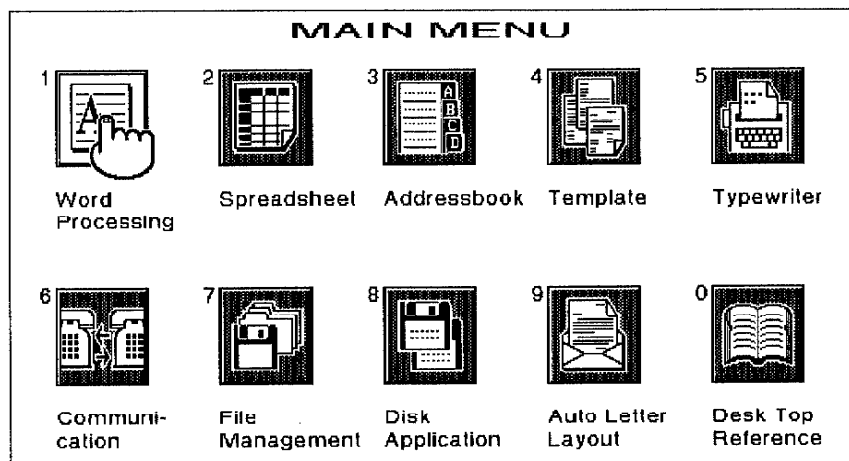 MAIN MENU
1 2 3 4 5
A A B C D
Word Processing Spreadsheet Addressbook Template Typewriter
6 7 8 9 0
Communi-cation File Management Disk Application Auto Letter Layout Desk Top Reference